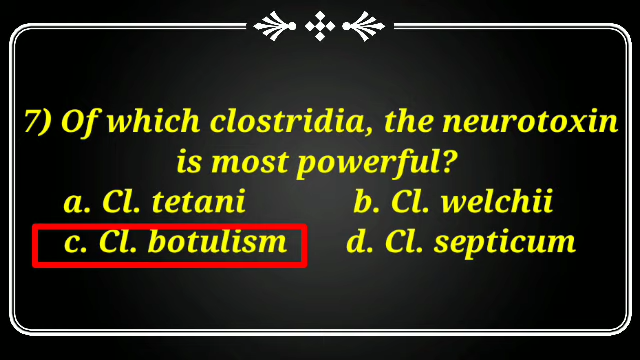 7) Of which clostridia, the neurotoxin
is most powerful?
a. Cl. tetani b. Cl. welchii
c. Cl. botulism d. Cl. septicum